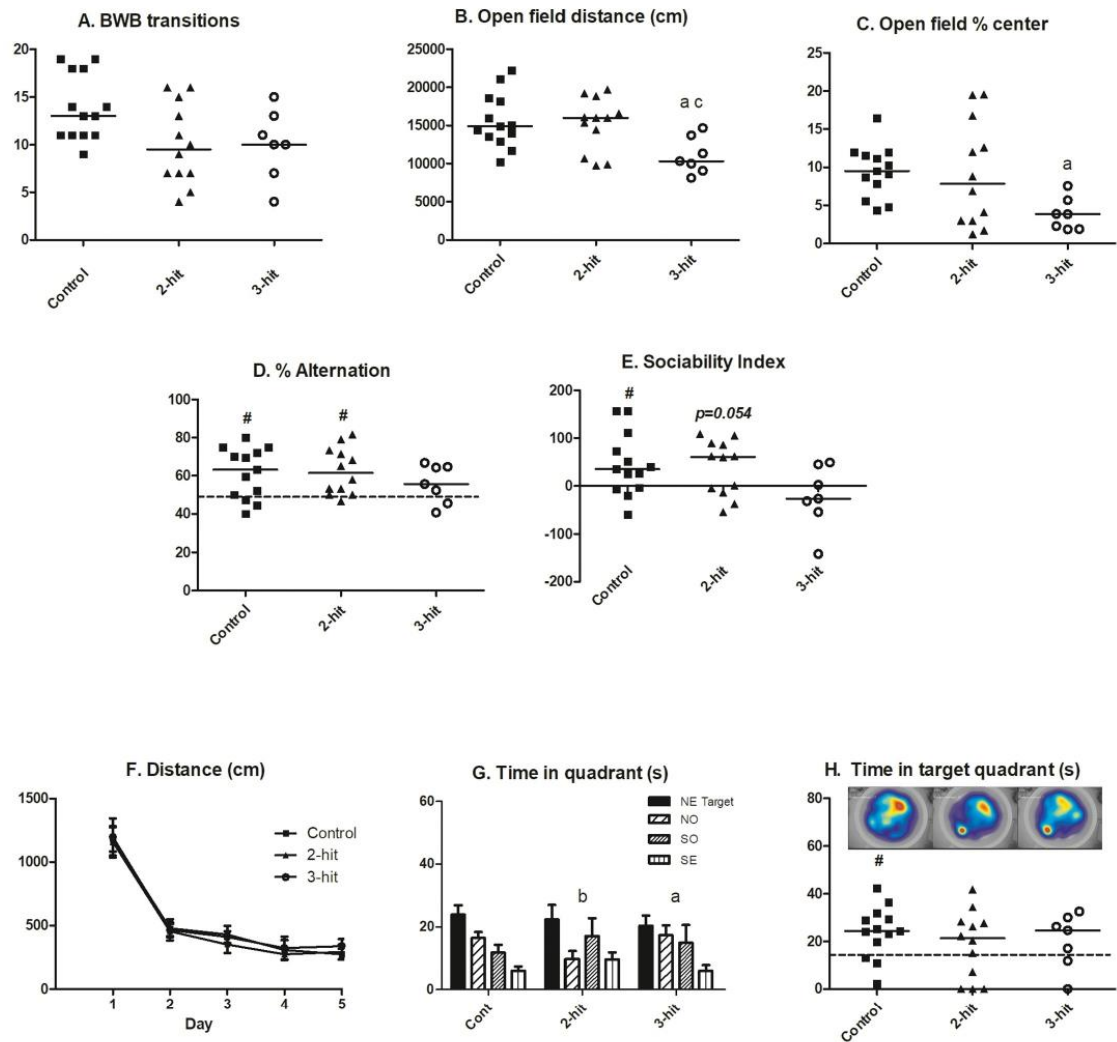 A. BWB transitions
20
15
10
5
0
Control
2-hit
3-hit
B. Open field distance (cm)
25000
20000
15000
10000
5000
0
a c
Control
2-hit
3-hit
C. Open field % center
25
20
15
10
5
0
a
Control
2-hit
3-hit
D. % Alternation
100
80
60
40
20
0
#
#
Control
2-hit
3-hit
E. Sociability Index
200
100
0
-100
-200
#
p=0.054
Control
2-hit
3-hit
F. Distance (cm)
1500
1000
500
0
Control
2-hit
3-hit
1 2 3 4 5
Day
G. Time in quadrant (s)
60
40
20
0
NE Target
NO
SO
SE
b
a
Cont
2-hit
3-hit
H. Time in target quadrant (s)
80
60
40
20
0
#
Control
2-hit
3-hit